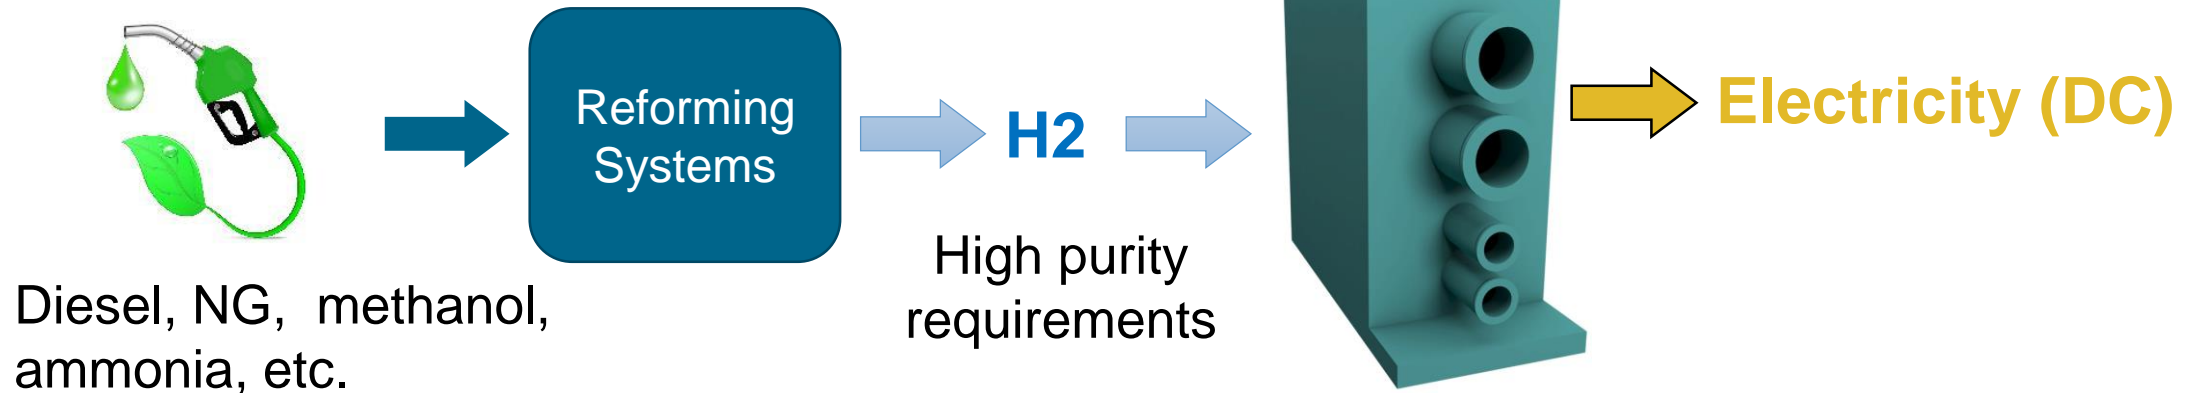 Diesel, NG,  methanol,
ammonia, etc.
Reforming
Systems
H2
High purity
requirements
Electricity (DC)